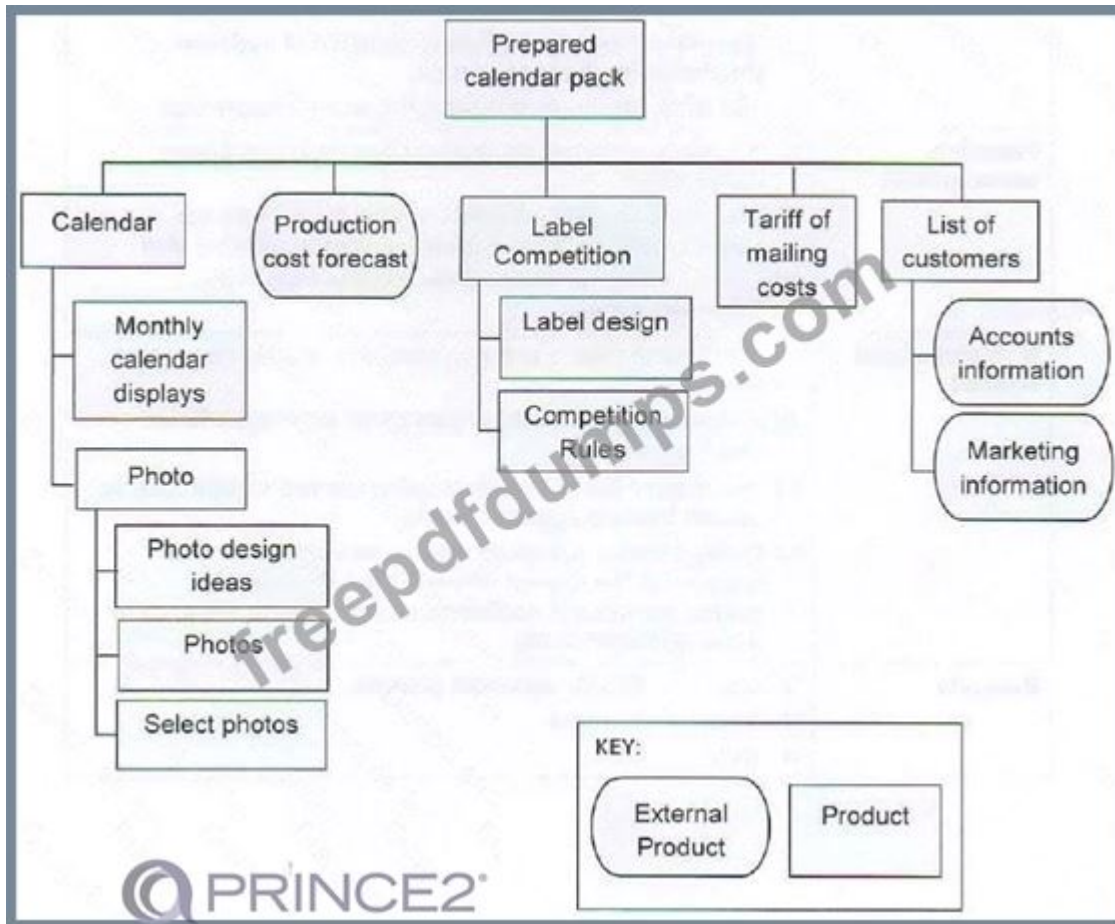 Prepared
calendar pack
Calendar
Production
cost forecast
Label
Competition
Tariff of
mailing
costs
List of
customers
Monthly
calendar
displays
Label design
Accounts
information
Competition
Rules
Marketing
information
Photo
Photo design
ideas
Photos
Select photos
KEY:
External
Product
Product
freepdfdumps.com
PRINCE2®